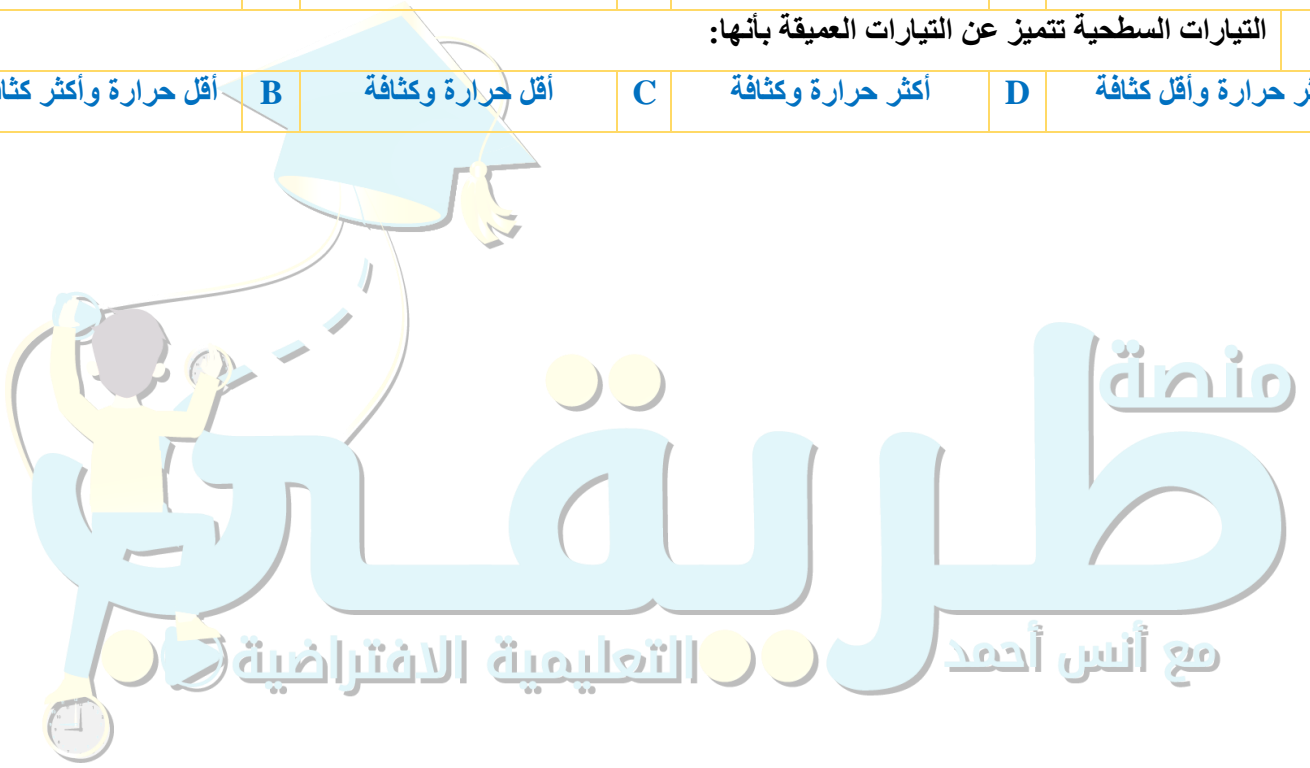 التيارات السطحية تتميز عن التيارات العميقة بأنها:
حرارة وأقل كثافة D أكثر حرارة وكثافة C أقل حرارة وكثافة B أقل حرارة وأكثر
منصة
طريقي
مع أنس أحمد
التعليمية الافتراضية